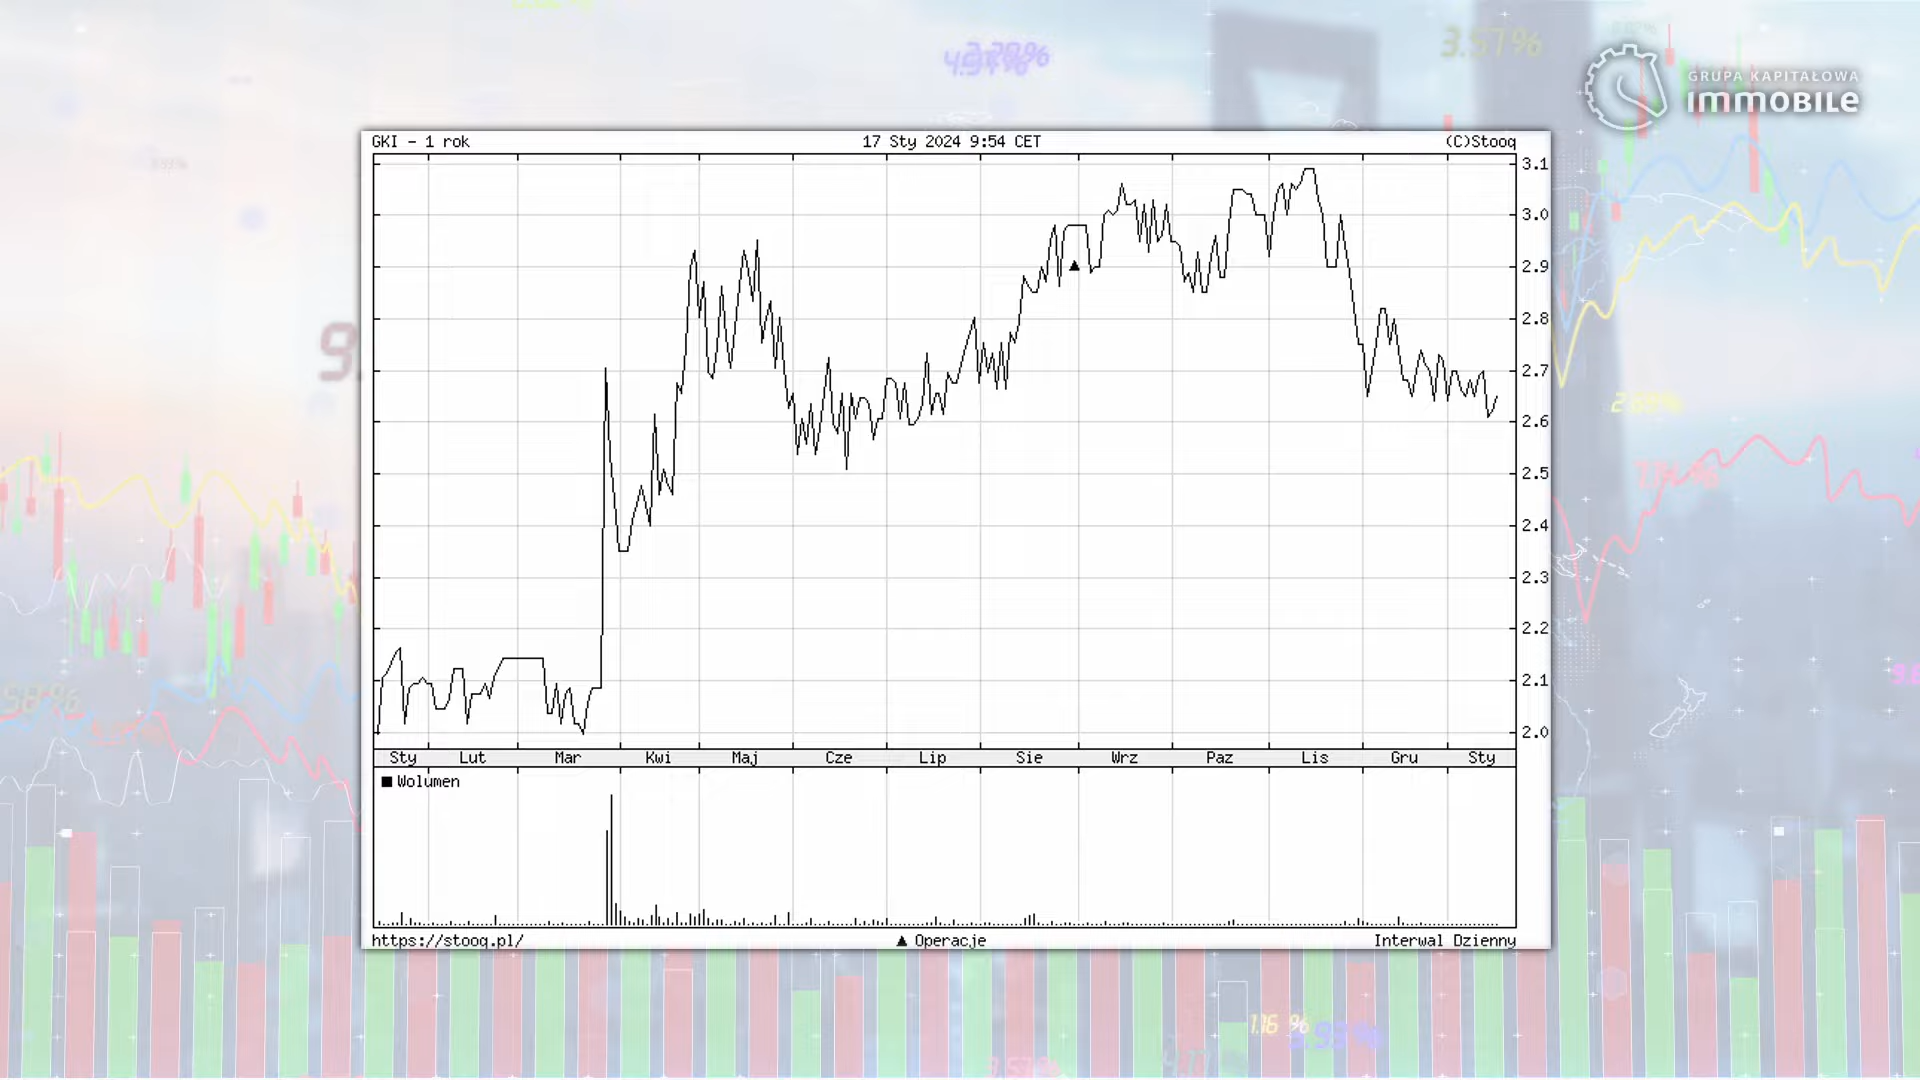 3.57%
GRUPA KAPITAŁOWA
IMMOBILE
GKI - 1 rok
17 Sty 2024 9:54 CET
(C)Stooq
3.1
3.0
2.9
2.8
2.7
2.6
2.5
2.4
2.3
2.2
2.1
2.0
Sty Lut Mar Kwi Maj Cze Lip Sie Wrz Paz Lis Gru Sty
Wolumen
https://stooq.pl/
Operacje
Interwal Dzienny